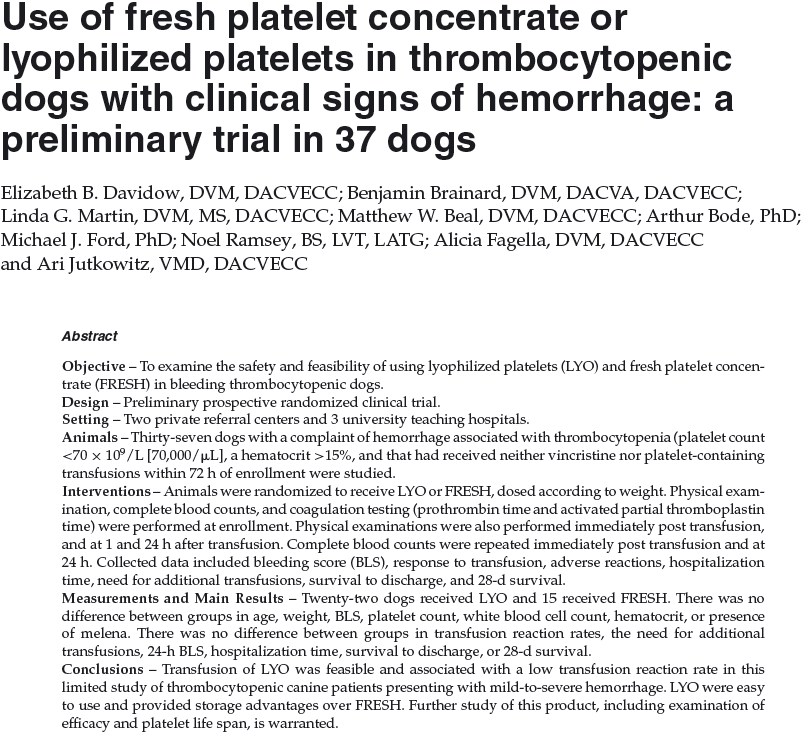 Use of fresh platelet concentrate or
lyophilized platelets in thrombocytopenic
dogs with clinical signs of hemorrhage: a
preliminary trial in 37 dogs
Elizabeth B. Davidow, DVM, DACVECC; Benjamin Brainard, DVM, DACVA, DACVECC;
Linda G. Martin, DVM, MS, DACVECC; Matthew W. Beal, DVM, DACVECC; Arthur Bode, PhD;
Michael J. Ford, PhD; Noel Ramsey, BS, LVT, LATG; Alicia Fagella, DVM, DACVECC
and Ari Jutkowitz, VMD, DACVECC
Abstract
Objective – To examine the safety and feasibility of using lyophilized platelets (LYO) and fresh platelet concen-
trate (FRESH) in bleeding thrombocytopenic dogs.
Design – Preliminary prospective randomized clinical trial.
Setting – Two private referral centers and 3 university teaching hospitals.
Animals – Thirty-seven dogs with a complaint of hemorrhage associated with thrombocytopenia (platelet count
<70 × 10⁹/L [70,000/μL], a hematocrit >15%, and that had received neither vincristine nor platelet-containing
transfusions within 72 h of enrollment were studied.
Interventions – Animals were randomized to receive LYO or FRESH, dosed according to weight. Physical exam-
ination, complete blood counts, and coagulation testing (prothrombin time and activated partial thromboplastin
time) were performed at enrollment. Physical examinations were also performed immediately post transfusion,
and at 1 and 24 h after transfusion. Complete blood counts were repeated immediately post transfusion and at
24 h. Collected data included bleeding score (BLS), response to transfusion, adverse reactions, hospitalization
time, need for additional transfusions, survival to discharge, and 28-d survival.
Measurements and Main Results – Twenty-two dogs received LYO and 15 received FRESH. There was no
difference between groups in age, weight, BLS, platelet count, white blood cell count, hematocrit, or presence
of melena. There was no difference between groups in transfusion reaction rates, the need for additional
transfusions, 24-h BLS, hospitalization time, survival to discharge, or 28-d survival.
Conclusions – Transfusion of LYO was feasible and associated with a low transfusion reaction rate in this
limited study of thrombocytopenic canine patients presenting with mild-to-severe hemorrhage. LYO were easy
to use and provided storage advantages over FRESH. Further study of this product, including examination of
efficacy and platelet life span, is warranted.